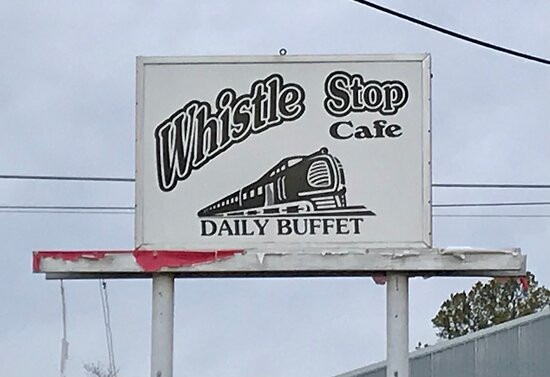 Whistle Stop
Cafe
DAILY BUFFET